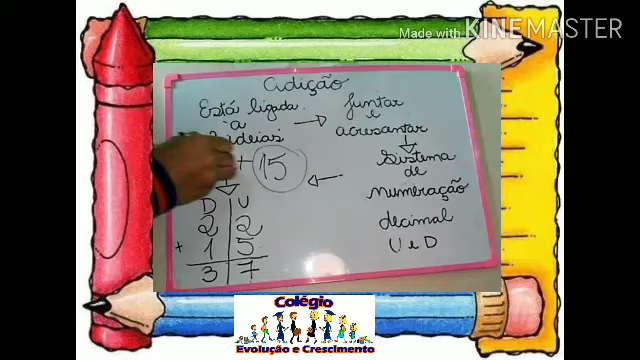 Made with KINEMASTER
Adição
Está ligada
a
ideias
Juntar
e
acresantar
Sistema
de
numeração
decimal
U e D
+ 15
D U
2 2
+ 1 5
3 7
Colégio
Evolução e Crescimento